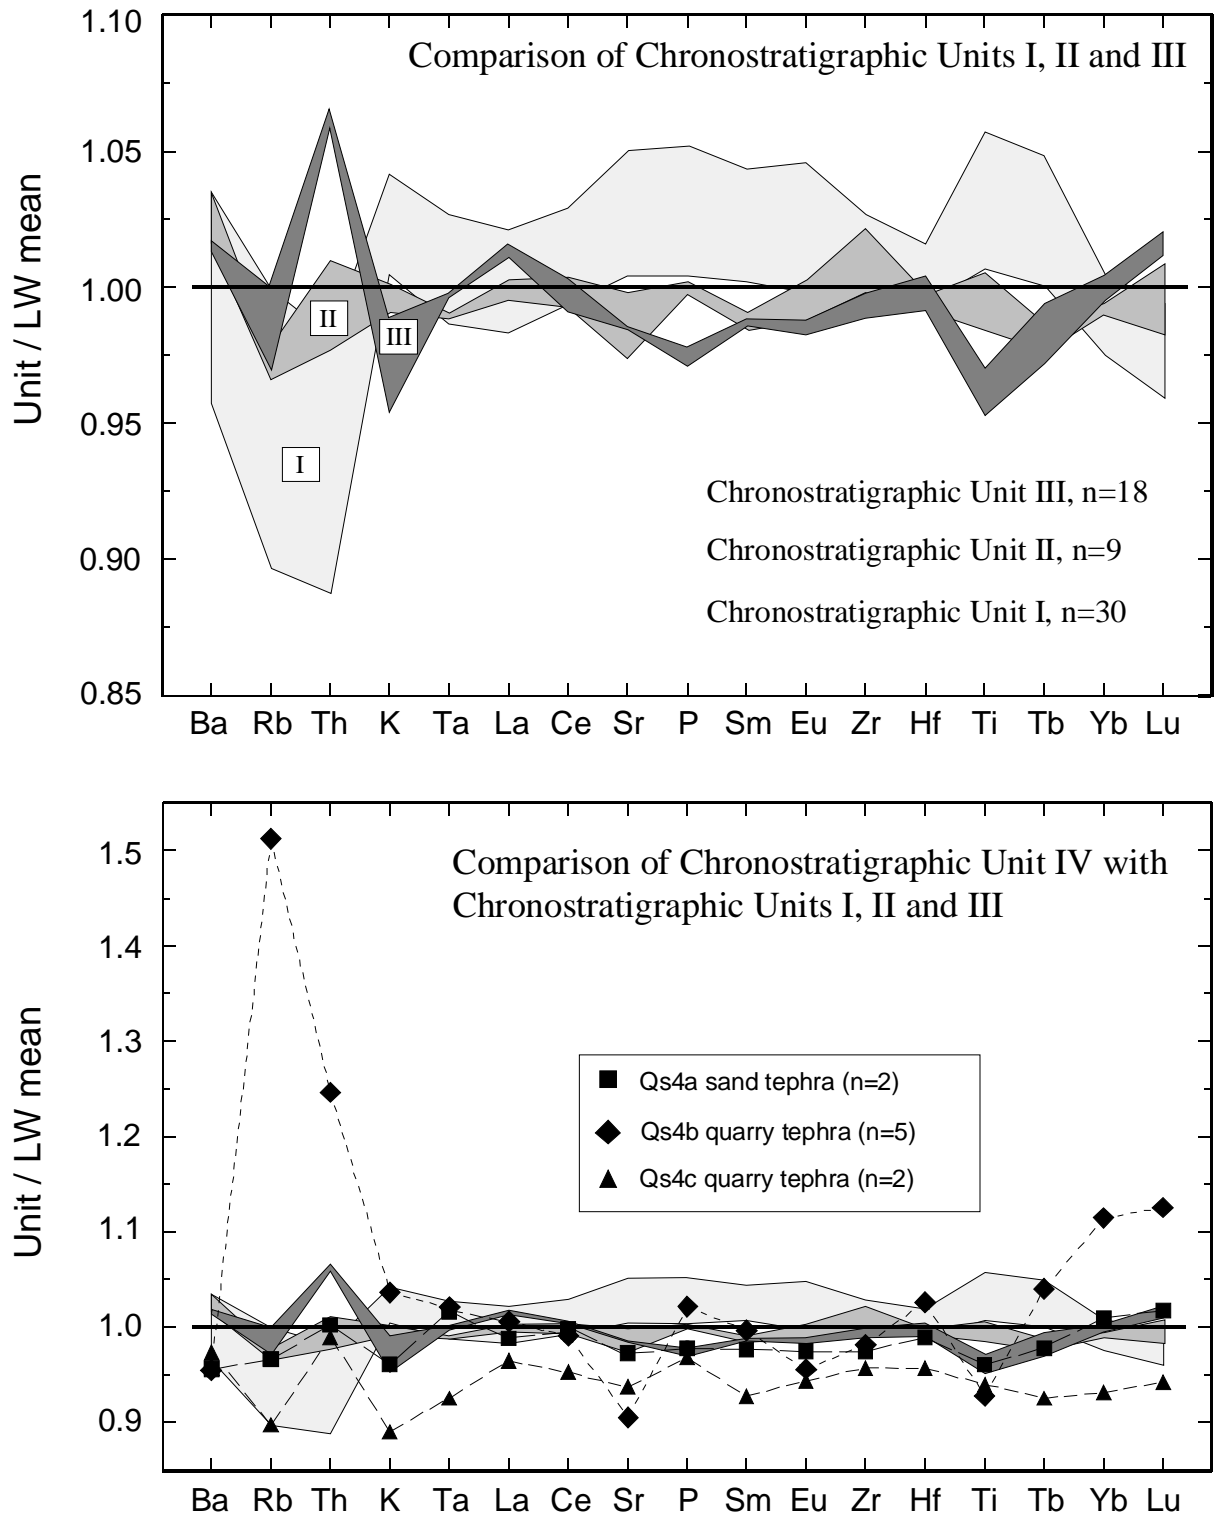 Comparison of Chronostratigraphic Units I, II and III
Unit / LW mean
1.10
1.05
1.00
0.95
0.90
0.85
II
III
I
Chronostratigraphic Unit III, n=18
Chronostratigraphic Unit II, n=9
Chronostratigraphic Unit I, n=30
Ba Rb Th K Ta La Ce Sr P Sm Eu Zr Hf Ti Tb Yb Lu
Comparison of Chronostratigraphic Unit IV with
Chronostratigraphic Units I, II and III
Unit / LW mean
1.5
1.4
1.3
1.2
1.1
1.0
0.9
Qs4a sand tephra (n=2)
Qs4b quarry tephra (n=5)
Qs4c quarry tephra (n=2)
Ba Rb Th K Ta La Ce Sr P Sm Eu Zr Hf Ti Tb Yb Lu